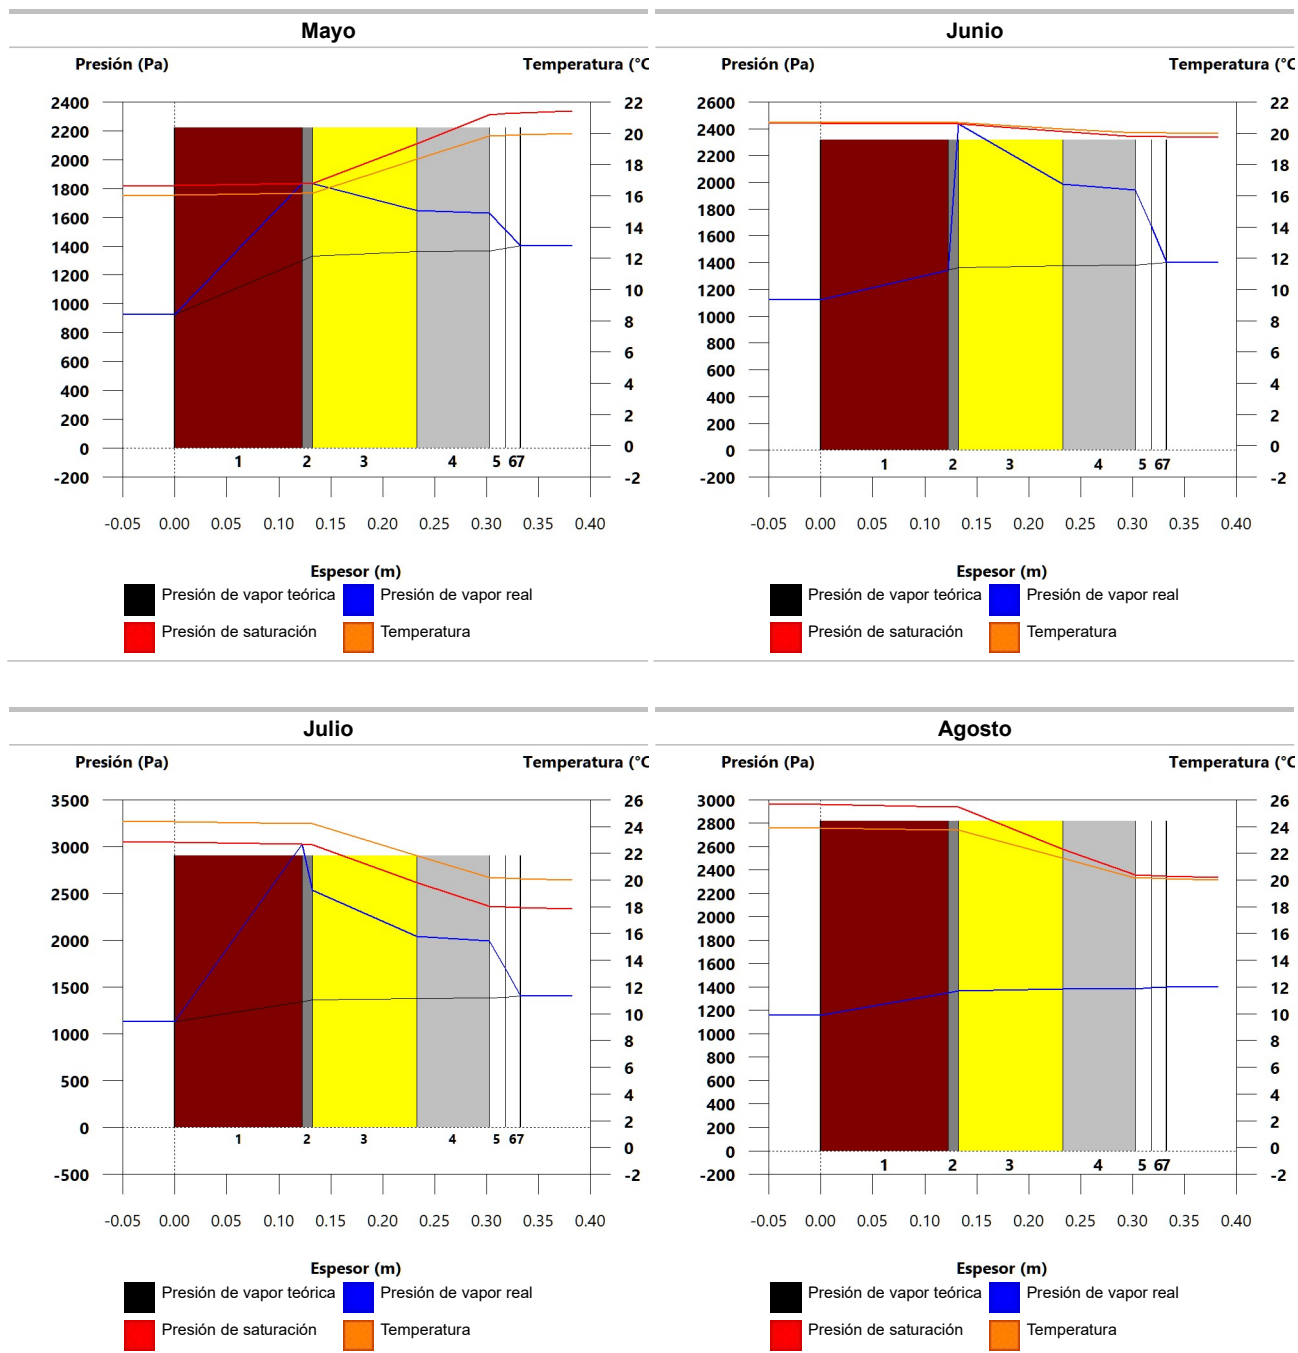 Mayo
Presión (Pa) Temperatura (°C
2400 22
2200 20
2000 18
1800 16
1600 14
1400 12
1200 10
1000 8
800 6
600 4
400 2
200 0
0 -2
-200
1 2 3 4 5 67
-0.05 0.00 0.05 0.10 0.15 0.20 0.25 0.30 0.35 0.40
Espesor (m)
Presión de vapor teórica Presión de vapor real
Presión de saturación Temperatura
Junio
Presión (Pa) Temperatura (°C
2600 22
2400 20
2200 18
2000 16
1800 14
1600 12
1400 10
1200 8
1000 6
800 4
600 2
400 0
200 -2
0
-200
1 2 3 4 5 67
-0.05 0.00 0.05 0.10 0.15 0.20 0.25 0.30 0.35 0.40
Espesor (m)
Presión de vapor teórica Presión de vapor real
Presión de saturación Temperatura
Julio
Presión (Pa) Temperatura (°C
3500 26
3000 24
2500 22
2000 20
1500 18
1000 16
500 14
0 12
-500 10
8
6
4
2
0
-2
1 2 3 4 5 67
-0.05 0.00 0.05 0.10 0.15 0.20 0.25 0.30 0.35 0.40
Espesor (m)
Presión de vapor teórica Presión de vapor real
Presión de saturación Temperatura
Agosto
Presión (Pa) Temperatura (°C
3000 26
2800 24
2600 22
2400 20
2200 18
2000 16
1800 14
1600 12
1400 10
1200 8
1000 6
800 4
600 2
400 0
200 -2
0
-200
1 2 3 4 5 67
-0.05 0.00 0.05 0.10 0.15 0.20 0.25 0.30 0.35 0.40
Espesor (m)
Presión de vapor teórica Presión de vapor real
Presión de saturación Temperatura